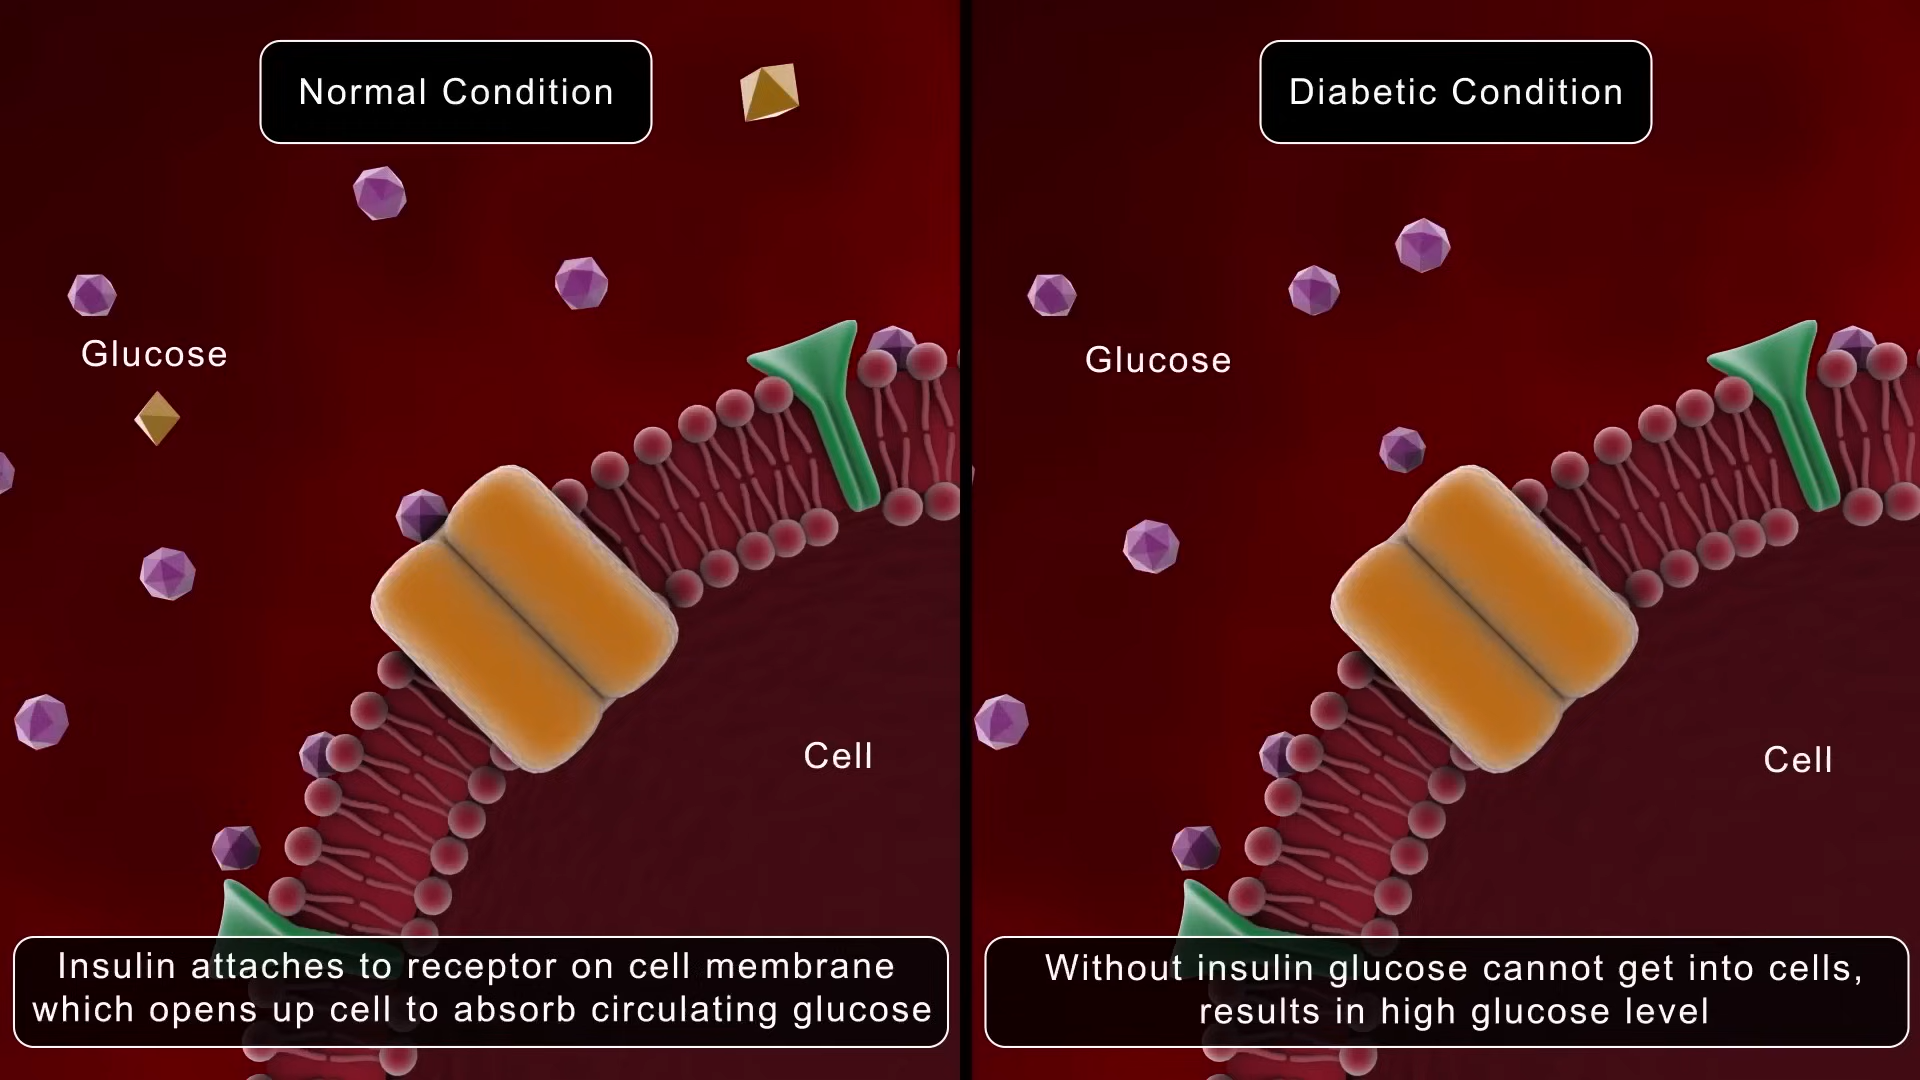 Normal Condition
Glucose
Cell
Insulin attaches to receptor on cell membrane
which opens up cell to absorb circulating glucose
Diabetic Condition
Glucose
Cell
Without insulin glucose cannot get into cells,
results in high glucose level